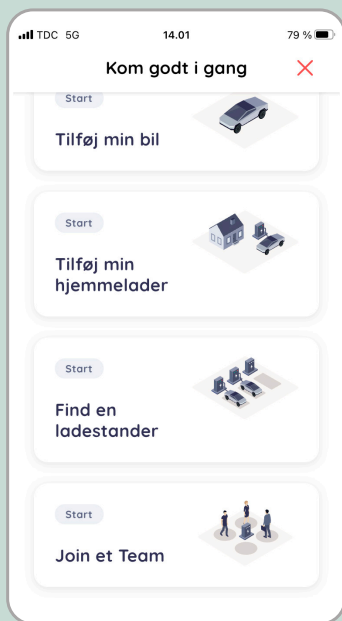 TDC 5G 14.01 79 %
Kom godt i gang
Start
Tilføj min bil
Start
Tilføj min
hjemmelader
Start
Find en
ladestander
Start
Join et Team